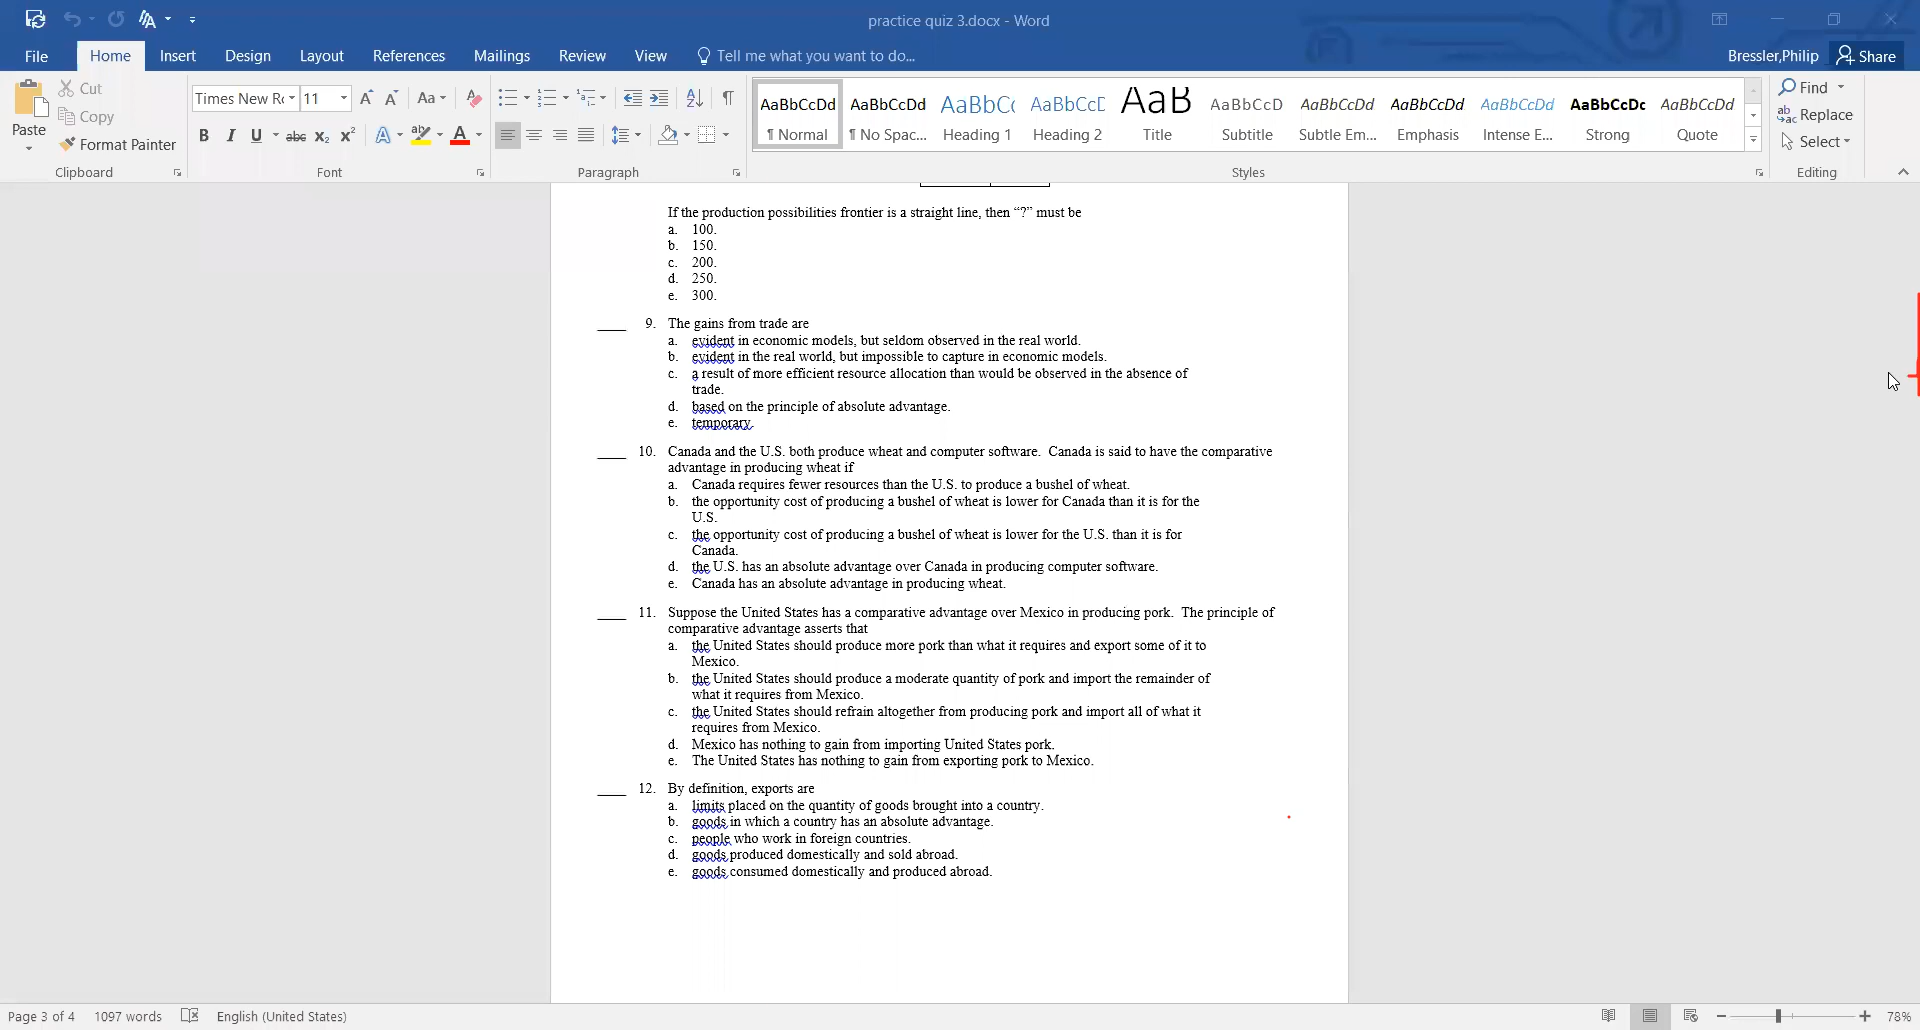 practice quiz 3.docx - Word
File Home Insert Design Layout References Mailings Review View Tell me what you want to do... Bressler,Philip Share
Paste
Cut
Copy
Format Painter
Clipboard
Times New Ro 11
Font
Paragraph
AaBbCcDd AaBbCcDd AaBbCc AaBbCcD AaB AaBbCcD AaBbCcDd AaBbCcDd AaBbCcDd AaBbCcDc AaBbCcDd
¶ Normal ¶ No Spac... Heading 1 Heading 2 Title Subtitle Subtle Em... Emphasis Intense E... Strong Quote
Styles
Find
Replace
Select
Editing
If the production possibilities frontier is a straight line, then “?” must be
a. 100.
b. 150.
c. 200.
d. 250.
e. 300.
____ 9. The gains from trade are
a. evident in economic models, but seldom observed in the real world.
b. evident in the real world, but impossible to capture in economic models.
c. a result of more efficient resource allocation than would be observed in the absence of
trade.
d. based on the principle of absolute advantage.
e. temporary.
____ 10. Canada and the U.S. both produce wheat and computer software. Canada is said to have the comparative
advantage in producing wheat if
a. Canada requires fewer resources than the U.S. to produce a bushel of wheat.
b. the opportunity cost of producing a bushel of wheat is lower for Canada than it is for the
U.S.
c. the opportunity cost of producing a bushel of wheat is lower for the U.S. than it is for
Canada.
d. the U.S. has an absolute advantage over Canada in producing computer software.
e. Canada has an absolute advantage in producing wheat.
____ 11. Suppose the United States has a comparative advantage over Mexico in producing pork. The principle of
comparative advantage asserts that
a. the United States should produce more pork than what it requires and export some of it to
Mexico.
b. the United States should produce a moderate quantity of pork and import the remainder of
what it requires from Mexico.
c. the United States should refrain altogether from producing pork and import all of what it
requires from Mexico.
d. Mexico has nothing to gain from importing United States pork.
e. The United States has nothing to gain from exporting pork to Mexico.
____ 12. By definition, exports are
a. limits placed on the quantity of goods brought into a country.
b. goods in which a country has an absolute advantage.
c. people who work in foreign countries.
d. goods produced domestically and sold abroad.
e. goods consumed domestically and produced abroad.
Page 3 of 4 1097 words English (United States) 78%